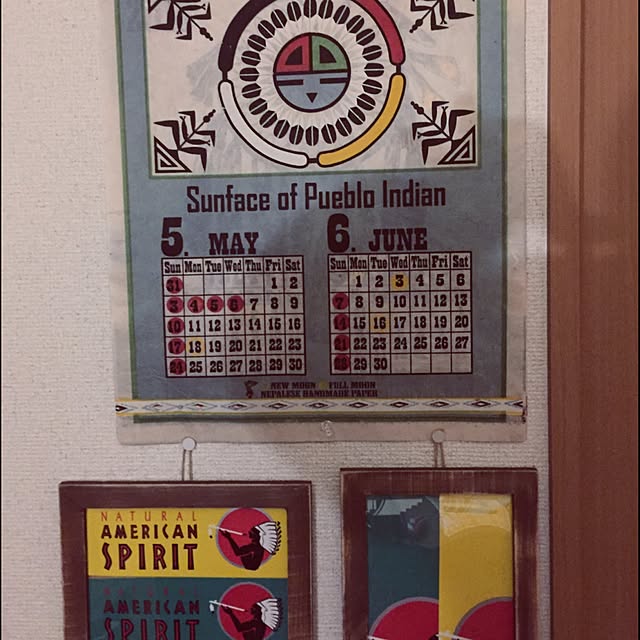 Sunface of Pueblo Indian
5. MAY
Sun Mon Tue Wed Thu Fri Sat
31 1 2
3 4 5 6 7 8 9
10 11 12 13 14 15 16
17 18 19 20 21 22 23
24 25 26 27 28 29 30
6. JUNE
Sun Mon Tue Wed Thu Fri Sat
1 2 3 4 5 6
7 8 9 10 11 12 13
14 15 16 17 18 19 20
21 22 23 24 25 26 27
28 29 30
NEW MOON FULL MOON
NEPALESE HANDMADE PAPER
NATURAL
AMERICAN
SPIRIT
NATURAL
AMERICAN
SPIRIT